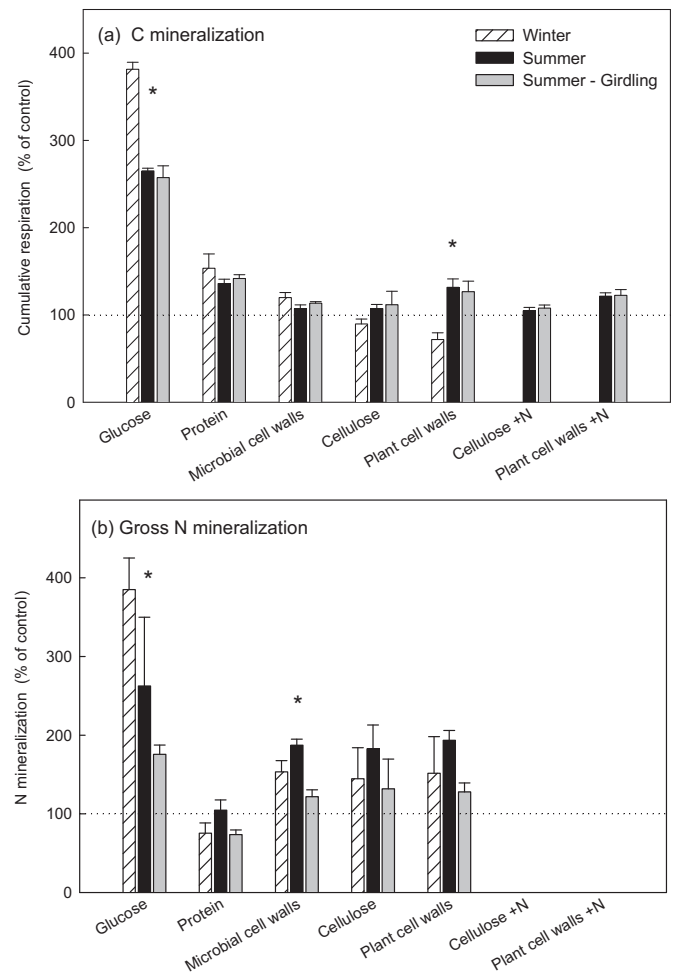 (a) C mineralization
Winter
Summer
Summer - Girdling
Cumulative respiration (% of control)
400
300
200
100
0
Glucose
Protein
Microbial cell walls
Cellulose
Plant cell walls
Cellulose +N
Plant cell walls +N
*
*
(b) Gross N mineralization
N mineralization (% of control)
400
300
200
100
0
Glucose
Protein
Microbial cell walls
Cellulose
Plant cell walls
Cellulose +N
Plant cell walls +N
*
*